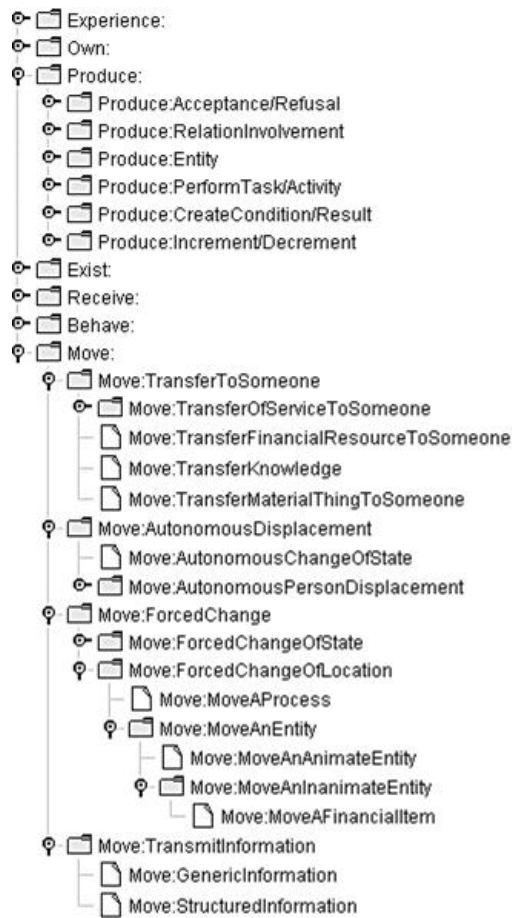 Experience:
Own:
Produce:
Produce:Acceptance/Refusal
Produce:RelationInvolvement
Produce:Entity
Produce:PerformTask/Activity
Produce:CreateCondition/Result
Produce:Increment/Decrement
Exist:
Receive:
Behave:
Move:
Move:TransferToSomeone
Move:TransferOfServiceToSomeone
Move:TransferFinancialResourceToSomeone
Move:TransferKnowledge
Move:TransferMaterialThingToSomeone
Move:AutonomousDisplacement
Move:AutonomousChangeOfState
Move:AutonomousPersonDisplacement
Move:ForcedChange
Move:ForcedChangeOfState
Move:ForcedChangeOfLocation
Move:MoveAProcess
Move:MoveAnEntity
Move:MoveAnAnimateEntity
Move:MoveAnInanimateEntity
Move:MoveAFinancialItem
Move:TransmitInformation
Move:GenericInformation
Move:StructuredInformation